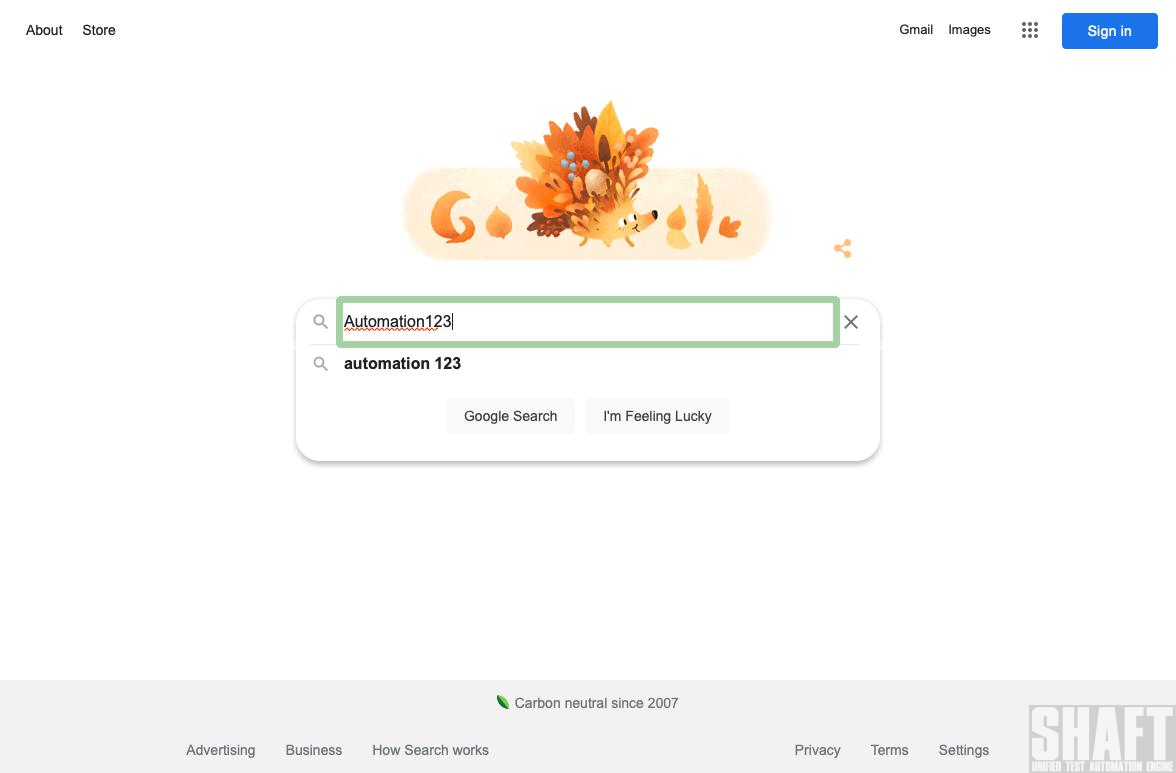 About Store
Gmail Images
Sign in
Google
Automation123
automation 123
Google Search I'm Feeling Lucky
Carbon neutral since 2007
Advertising Business How Search works
Privacy Terms Settings
SHAFT
UNIFIED TEST AUTOMATION ENGINE